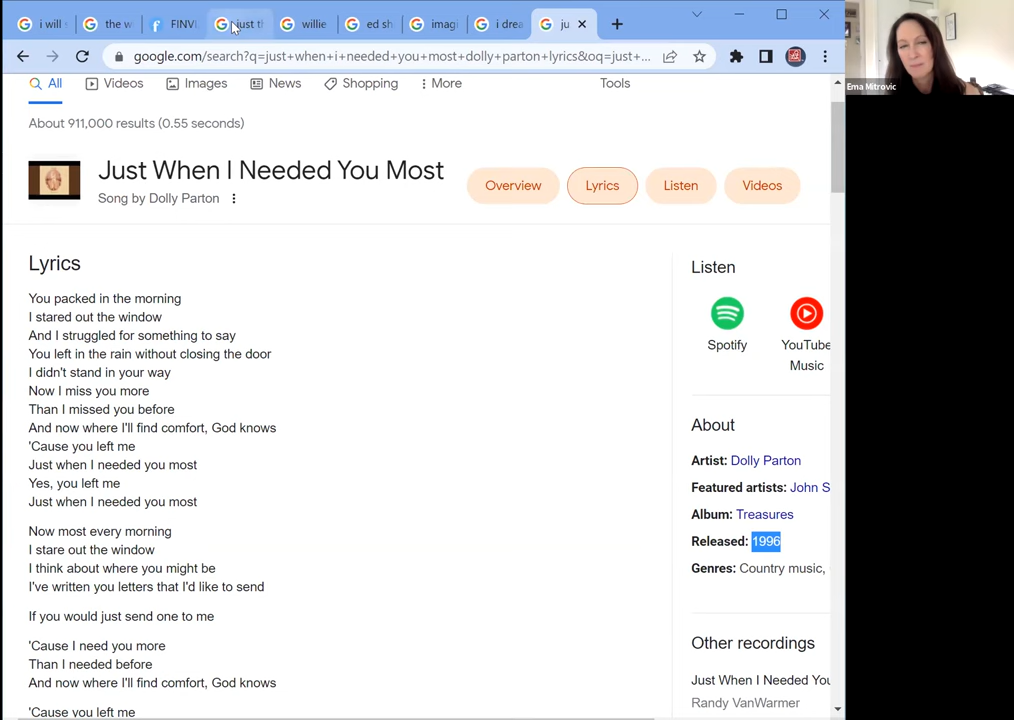 i will
the w
FINVI
just th
willie
ed sh
imagi
i drea
ju
google.com/search?q=just+when+i+needed+you+most+dolly+parton+lyrics&oq=just+...
Ema Mitrovic
All
Videos
Images
News
Shopping
More
Tools
About 911,000 results (0.55 seconds)
Just When I Needed You Most
Song by Dolly Parton
Overview
Lyrics
Listen
Videos
Lyrics
You packed in the morning
I stared out the window
And I struggled for something to say
You left in the rain without closing the door
I didn't stand in your way
Now I miss you more
Than I missed you before
And now where I'll find comfort, God knows
'Cause you left me
Just when I needed you most
Yes, you left me
Just when I needed you most
Now most every morning
I stare out the window
I think about where you might be
I've written you letters that I'd like to send
If you would just send one to me
'Cause I need you more
Than I needed before
And now where I'll find comfort, God knows
'Cause you left me
Listen
Spotify
YouTube
Music
About
Artist: Dolly Parton
Featured artists: John S
Album: Treasures
Released: 1996
Genres: Country music,
Other recordings
Just When I Needed You
Randy VanWarmer